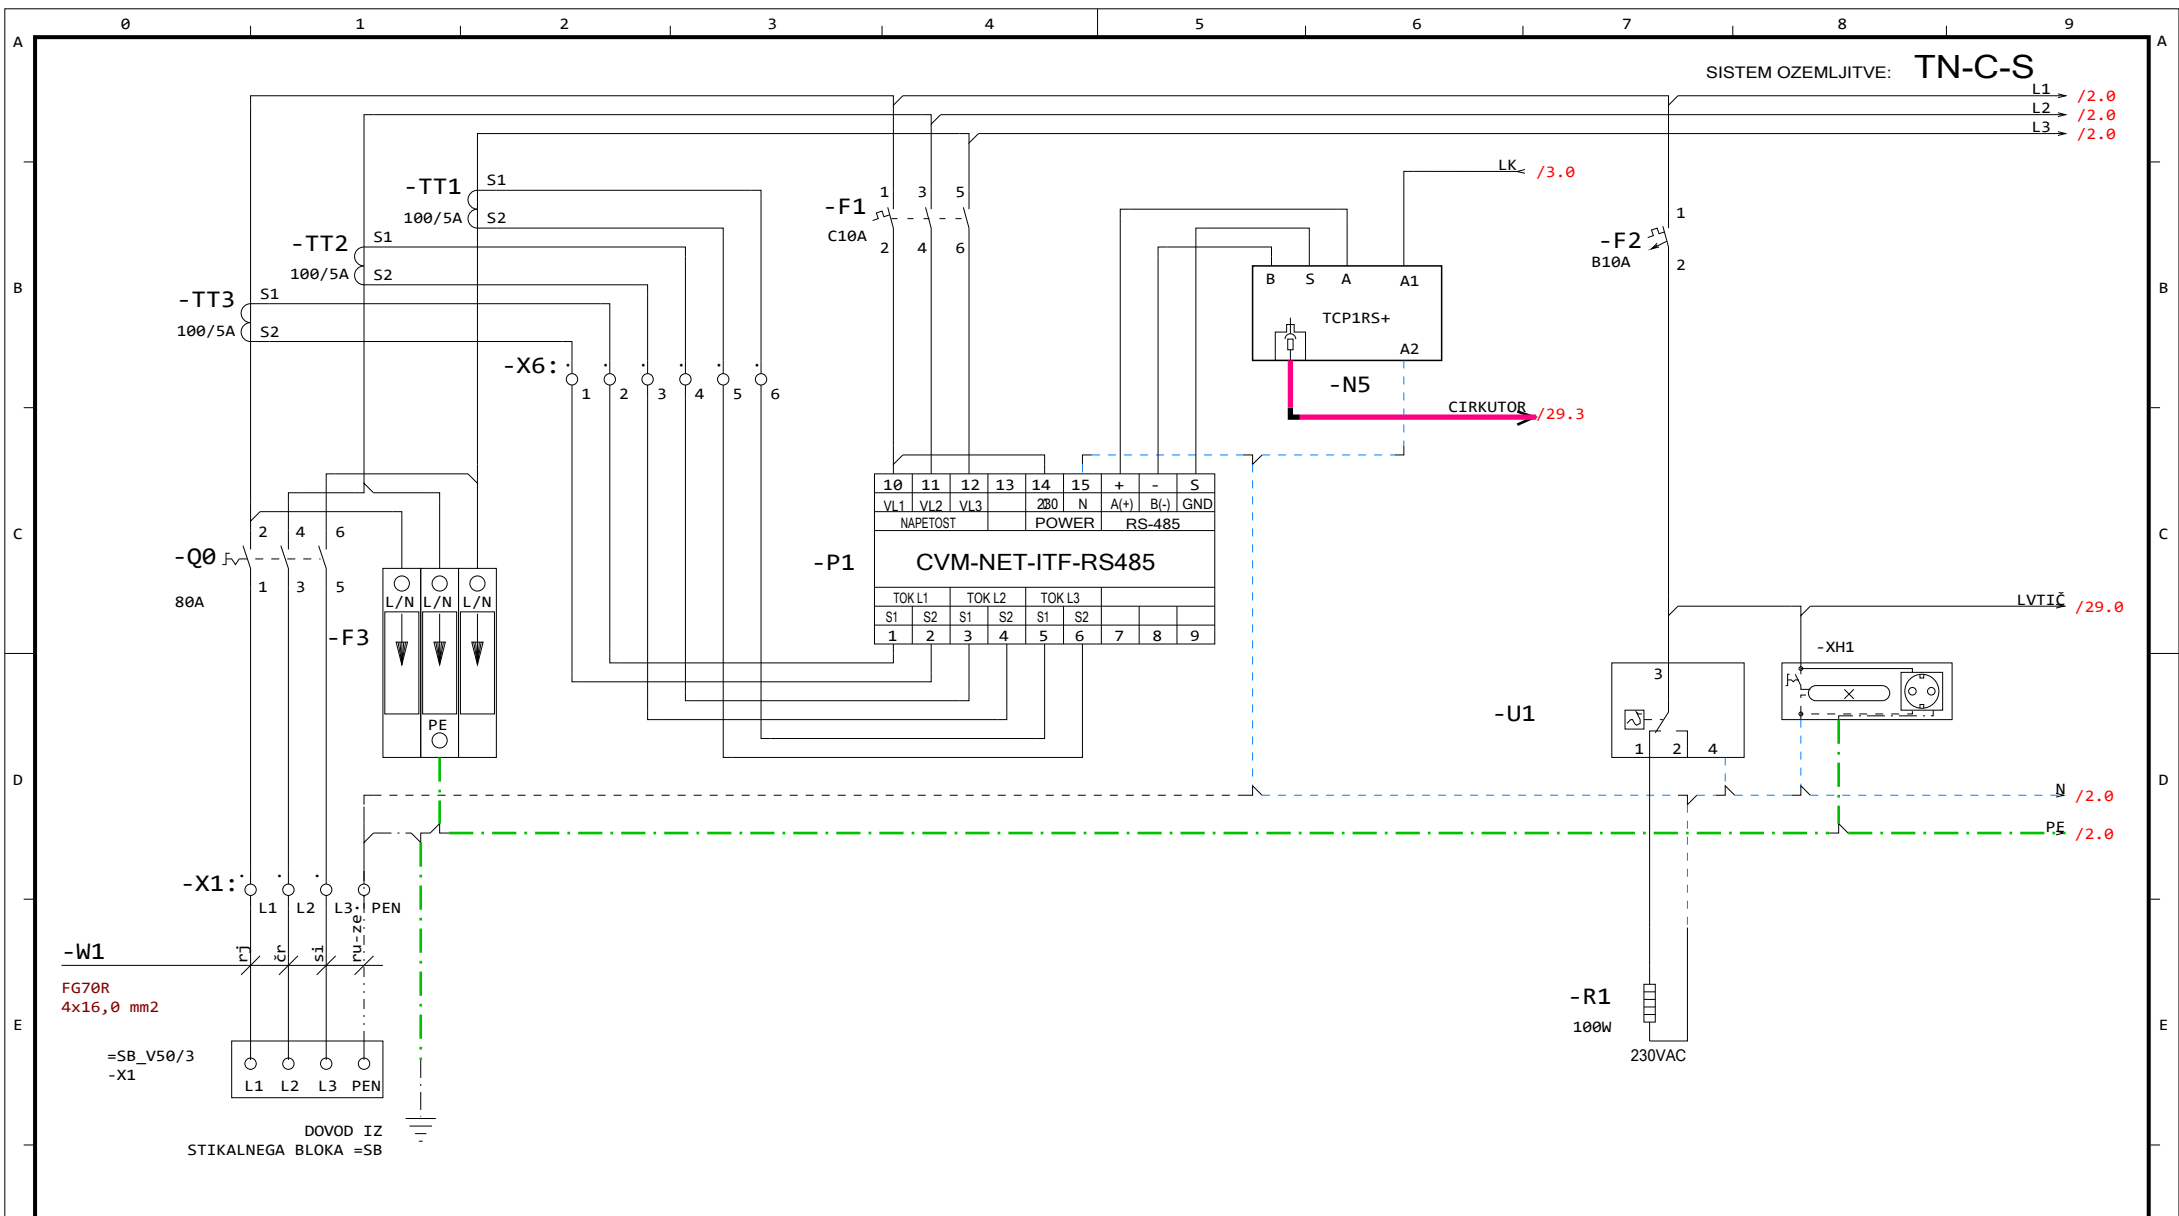 0 1 2 3 4 5 6 7 8 9
A A
SISTEM OZEMLJITVE: TN-C-S
L1 /2.0
L2 /2.0
L3 /2.0
LK /3.0
-TT1 S1
100/5A S2
-TT2 S1
100/5A S2
-TT3 S1
100/5A S2
-F1 1 3 5
C10A 2 4 6
-F2 1
B10A 2
B B
B S A A1
TCP1RS+
A2
-N5
-X6: 1 2 3 4 5 6
CIRKUTOR /29.3
10 11 12 13 14 15 + - S
VL1 VL2 VL3 N A(+) B(-) GND
NAPETOST POWER RS-485
-P1 CVM-NET-ITF-RS485
TOK L1 TOK L2 TOK L3
S1 S2 S1 S2 S1 S2
1 2 3 4 5 6 7 8 9
C C
2 4 6
-Q0
80A 1 3 5
L/N L/N L/N
-F3
PE
LVTIČ /29.0
-XH1
3
-U1
1 2 4
D D
N /2.0
PE /2.0
-X1: L1 L2 L3 PEN
-W1 rj čr si ru-ze
FG70R
4x16,0 mm2
E E
-R1
100W
230VAC
=SB_V50/3
-X1
L1 L2 L3 PEN
DOVOD IZ
STIKALNEGA BLOKA =SB